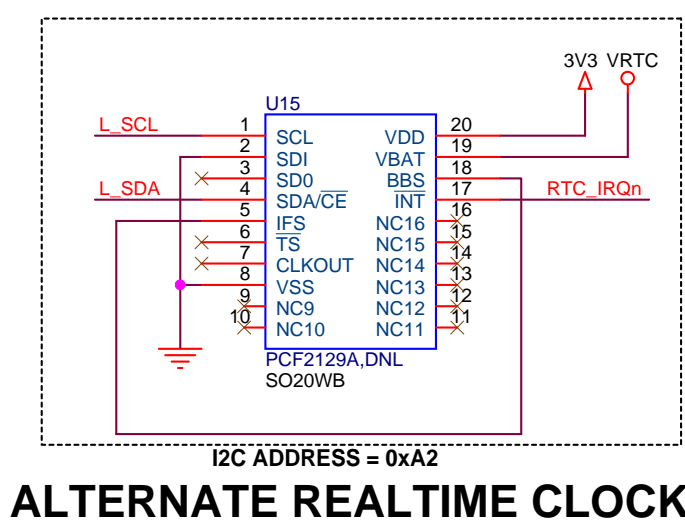 3V3 VRTC
U15
L_SCL 1 SCL VDD 20
2 SDI VBAT 19
3 SD0 BBS 18
L_SDA 4 SDA/CE INT 17 RTC_IRQn
5 IFS NC16 16
6 TS NC15 15
7 CLKOUT NC14 14
8 VSS NC13 13
9 NC9 NC12 12
10 NC10 NC11 11
PCF2129A,DNL
SO20WB
I2C ADDRESS = 0xA2
ALTERNATE REALTIME CLOCK